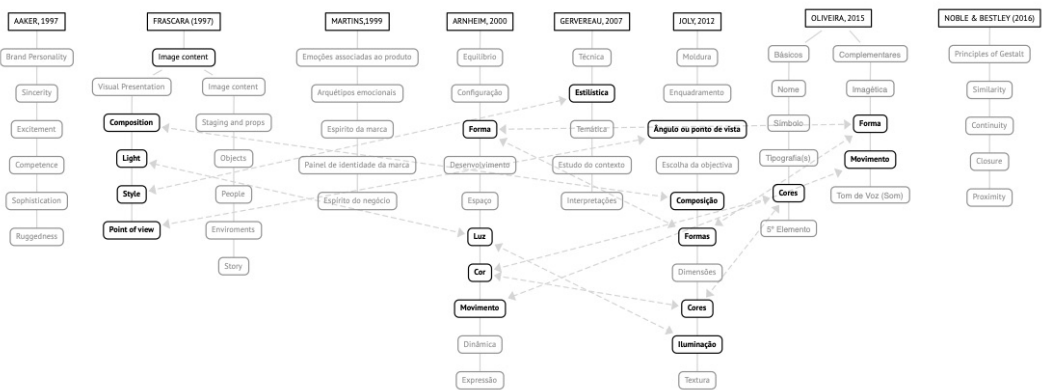 AAKER, 1997
Brand Personality
Sincerity
Excitement
Competence
Sophistication
Ruggedness
FRASCARA (1997)
Image content
Visual Presentation
Composition
Light
Style
Point of view
Image content
Staging and props
Objects
People
Enviroments
Story
MARTINS,1999
Emoções associadas ao produto
Arquétipos emocionais
Espírito da marca
Painel de identidade da marca
Espírito do negócio
ARNHEIM, 2000
Equilíbrio
Configuração
Forma
Desenvolvimento
Espaço
Luz
Cor
Movimento
Dinâmica
Expressão
GERVEREAU, 2007
Técnica
Estilística
Temática
Estudo do contexto
Interpretações
JOLY, 2012
Moldura
Enquadramento
Ângulo ou ponto de vista
Escolha da objectiva
Composição
Formas
Dimensões
Cores
Iluminação
Textura
OLIVEIRA, 2015
Básicos
Nome
Símbolo
Tipografia(s)
Cores
5º Elemento
Complementares
Imagética
Forma
Movimento
Tom de Voz (Som)
NOBLE & BESTLEY (2016)
Principles of Gestalt
Similarity
Continuity
Closure
Proximity